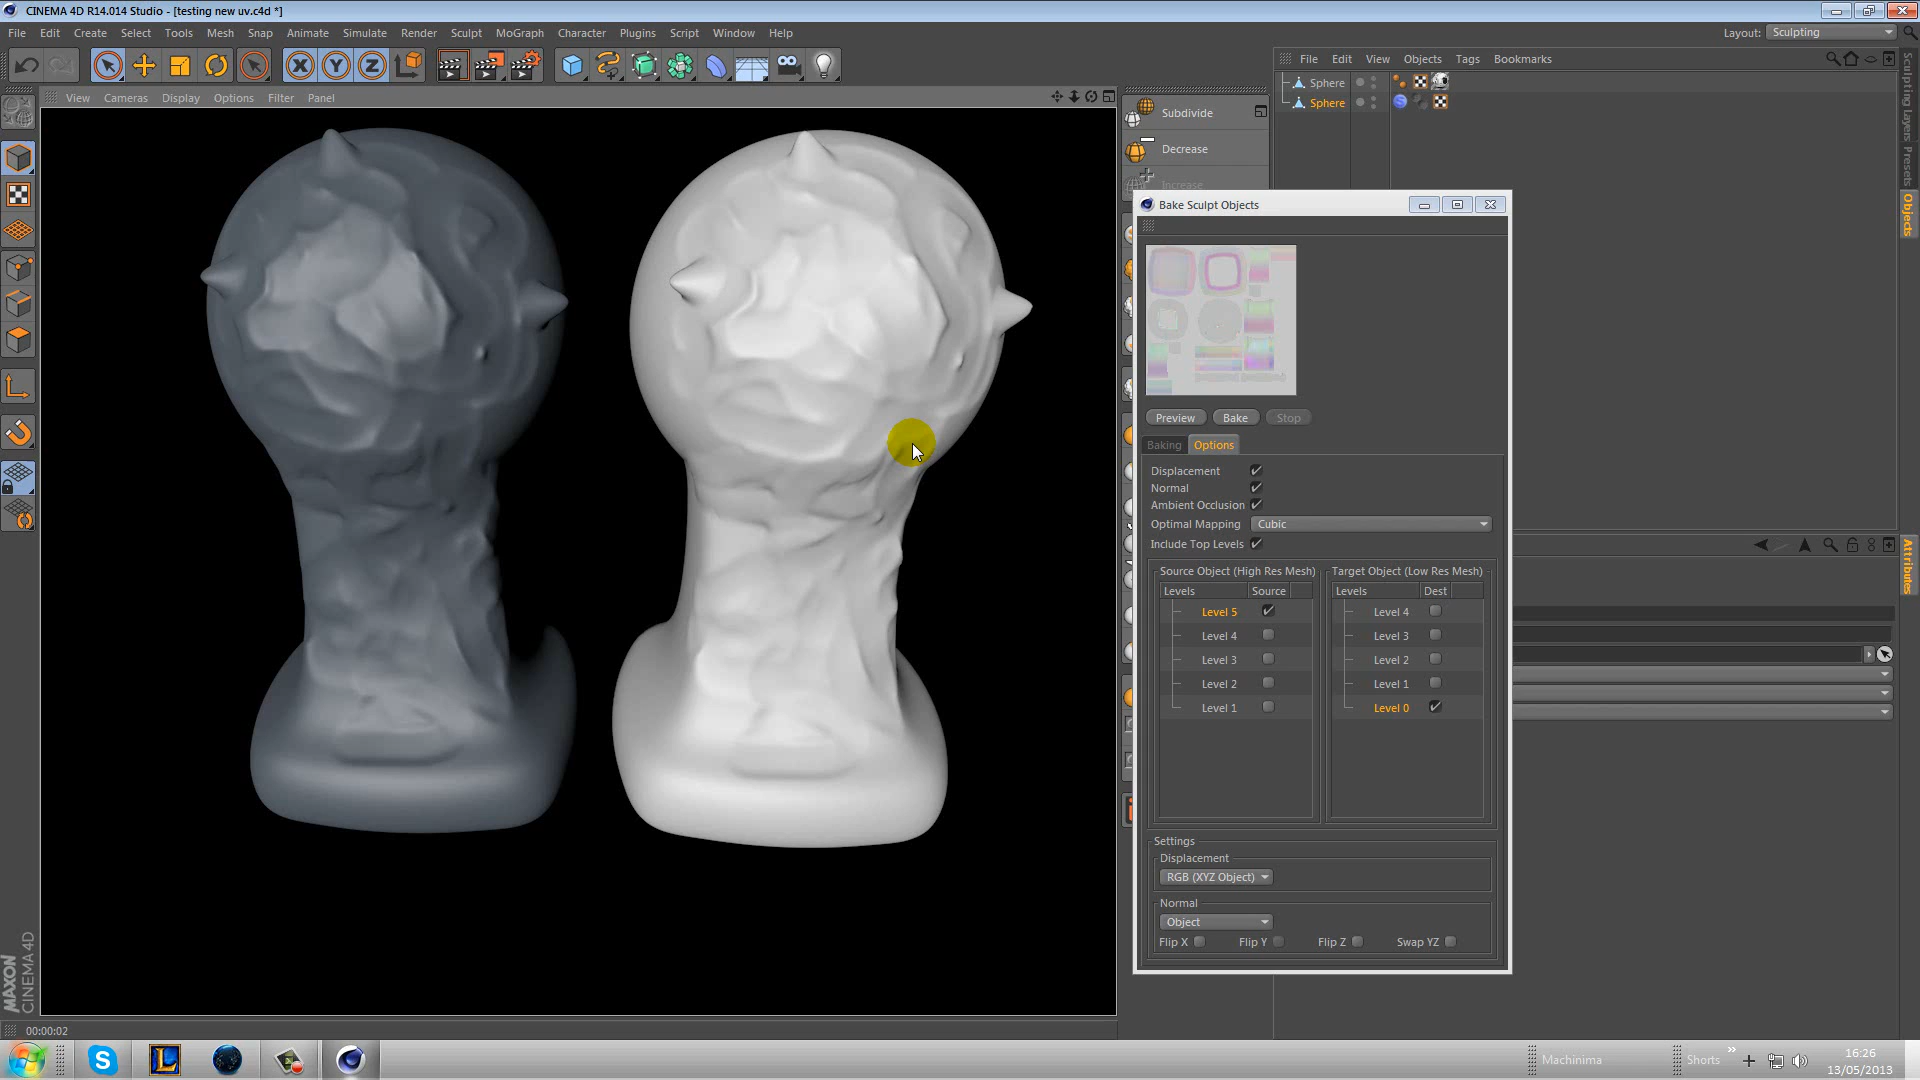 CINEMA 4D R14.014 Studio - [testing new uv.c4d *]
File Edit Create Select Tools Mesh Snap Animate Simulate Render Sculpt MoGraph Character Plugins Script Window Help
Layout: Sculpting
File Edit View Objects Tags Bookmarks
View Cameras Display Options Filter Panel
Sphere
Sphere
Subdivide
Decrease
Increase
Sculpting Layers
Presets
Objects
Attributes
Bake Sculpt Objects
Preview Bake Stop
Baking Options
Displacement
Normal
Ambient Occlusion
Optimal Mapping Cubic
Include Top Levels
Source Object (High Res Mesh) Target Object (Low Res Mesh)
Levels Source Levels Dest
Level 5 Level 4
Level 4 Level 3
Level 3 Level 2
Level 2 Level 1
Level 1 Level 0
Settings
Displacement
RGB (XYZ Object)
Normal
Object
Flip X Flip Y Flip Z Swap YZ
MAXON
CINEMA 4D
00:00:02
Machinima
Shorts
16:26
13/05/2013